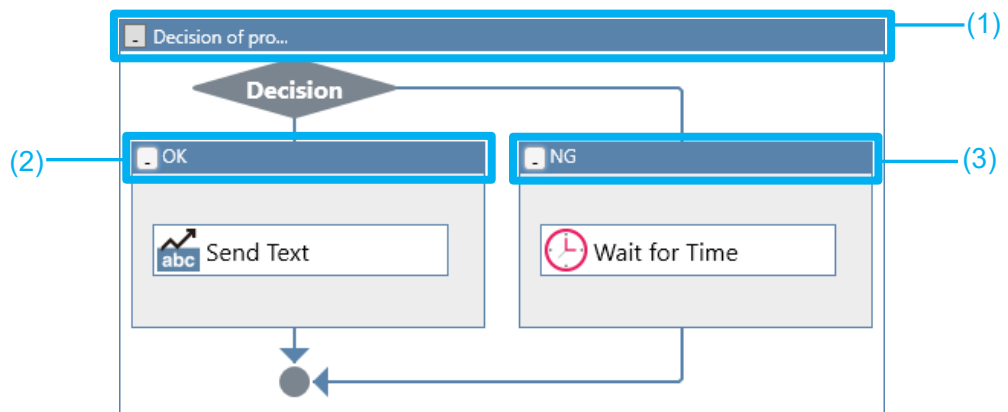 Decision of pro...
(1)
Decision
(2)
OK
NG
(3)
abc
Send Text
Wait for Time